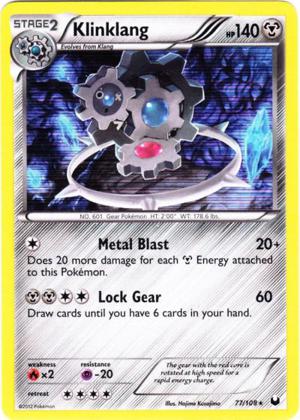 STAGE2
Klinklang
HP140
Evolves from Klang
NO. 601 Gear Pokémon HT: 2'00" WT: 178.6 lbs.
Metal Blast 20+
Does 20 more damage for each Energy attached
to this Pokémon.
Lock Gear 60
Draw cards until you have 6 cards in your hand.
weakness
×2
resistance
-20
retreat
The gear with the red core is
rotated at high speed for a
rapid energy charge.
Illus. Hajime Kusajima
©2012 Pokémon
77/108 ★